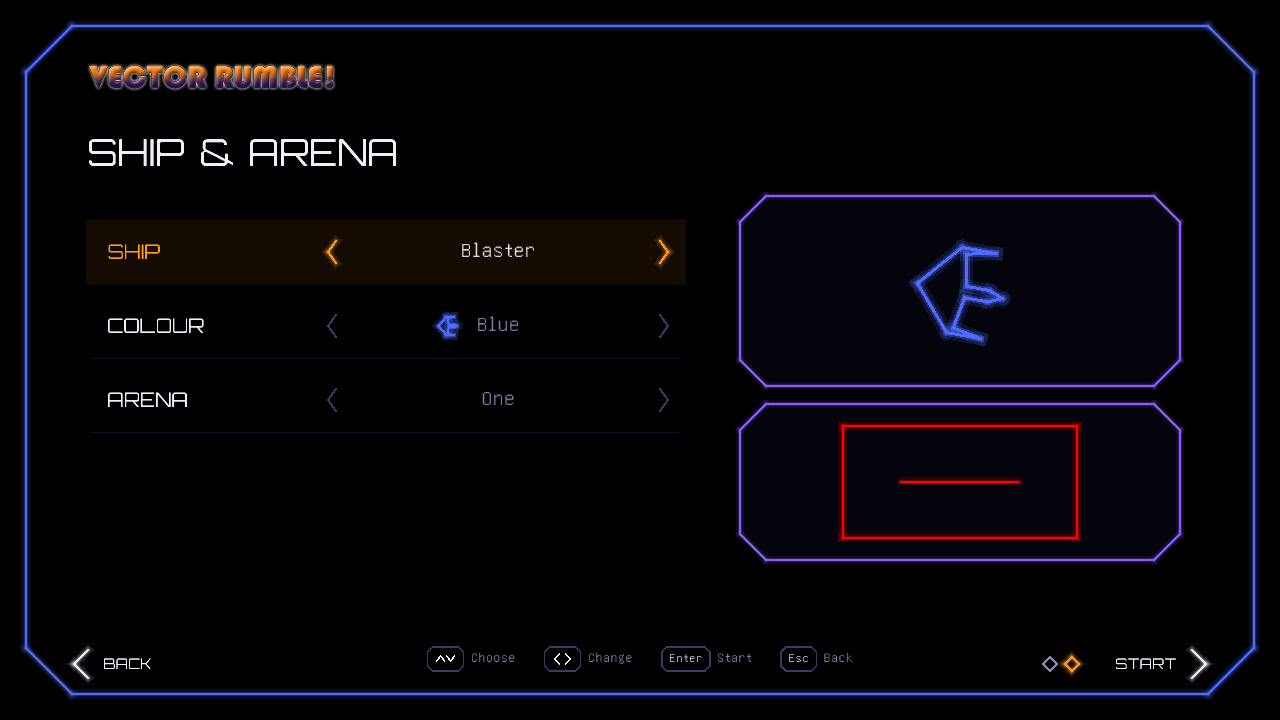 VECTOR RUMBLE!
SHIP & ARENA
SHIP Blaster
COLOUR Blue
ARENA One
BACK Choose Change Enter Start Esc Back START